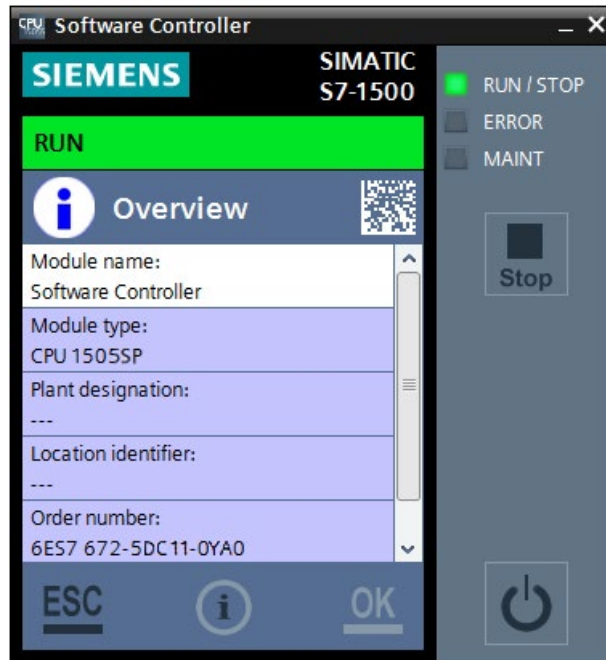 CPU Software Controller
SIEMENS
SIMATIC
S7-1500
RUN
Overview
Module name:
Software Controller
Module type:
CPU 1505SP
Plant designation:
---
Location identifier:
---
Order number:
6ES7 672-5DC11-0YA0
ESC
i
OK
RUN / STOP
ERROR
MAINT
Stop